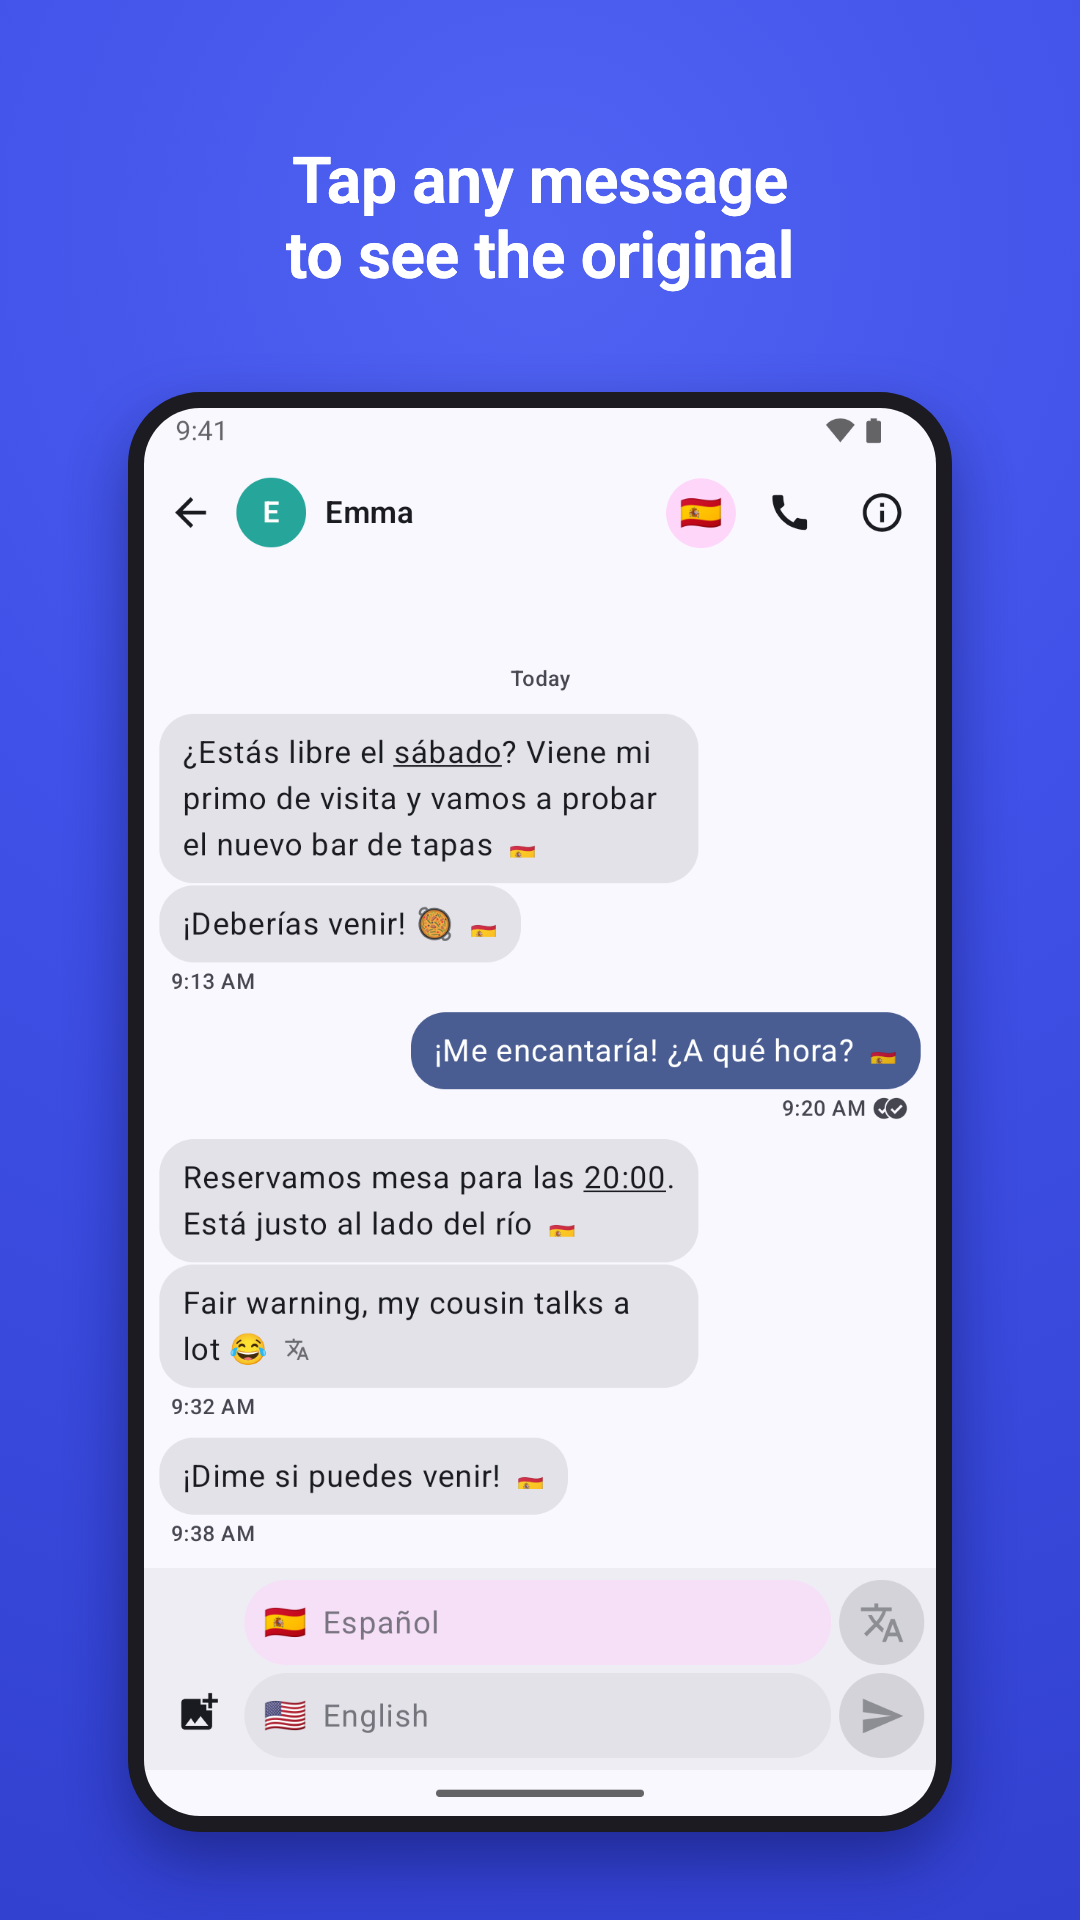 Tap any message
to see the original
9:41
E
Emma
Today
¿Estás libre el sábado? Viene mi
primo de visita y vamos a probar
el nuevo bar de tapas
¡Deberías venir! 🥘
9:13 AM
¡Me encantaría! ¿A qué hora?
9:20 AM
Reservamos mesa para las 20:00.
Está justo al lado del río
Fair warning, my cousin talks a
lot 😂
9:32 AM
¡Dime si puedes venir!
9:38 AM
Español
English